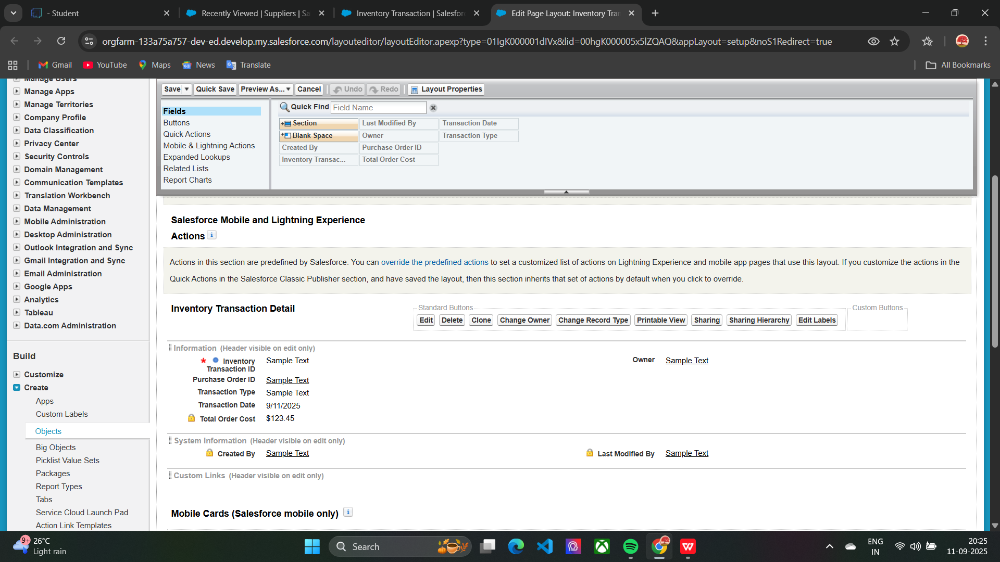 - Student
Recently Viewed | Suppliers | Sa
Inventory Transaction | Salesfor
Edit Page Layout: Inventory Tra
orgfarm-133a75a757-dev-ed.develop.my.salesforce.com/layouteditor/layoutEditor.apexp?type=01IgK000001dIVx&lid=00hgK000005x5lZQAQ&appLayout=setup&noS1Redirect=true
Gmail
YouTube
Maps
News
Translate
All Bookmarks
Manage Users
Manage Apps
Manage Territories
Company Profile
Data Classification
Privacy Center
Security Controls
Domain Management
Communication Templates
Translation Workbench
Data Management
Mobile Administration
Desktop Administration
Outlook Integration and Sync
Gmail Integration and Sync
Email Administration
Google Apps
Analytics
Tableau
Data.com Administration
Build
Customize
Create
Apps
Custom Labels
Objects
Big Objects
Picklist Value Sets
Packages
Report Types
Tabs
Service Cloud Launch Pad
Action Link Templates
Save
Quick Save
Preview As...
Cancel
Undo
Redo
Layout Properties
Fields
Buttons
Quick Actions
Mobile & Lightning Actions
Expanded Lookups
Related Lists
Report Charts
Quick Find Field Name
Section Last Modified By Transaction Date
Blank Space Owner Transaction Type
Created By Purchase Order ID
Inventory Transac... Total Order Cost
Salesforce Mobile and Lightning Experience
Actions i
Actions in this section are predefined by Salesforce. You can override the predefined actions to set a customized list of actions on Lightning Experience and mobile app pages that use this layout. If you customize the actions in the
Quick Actions in the Salesforce Classic Publisher section, and have saved the layout, then this section inherits that set of actions by default when you click to override.
Inventory Transaction Detail
Standard Buttons
Edit Delete Clone Change Owner Change Record Type Printable View Sharing Sharing Hierarchy Edit Labels
Custom Buttons
Information (Header visible on edit only)
* Inventory Transaction ID Sample Text
Owner Sample Text
Purchase Order ID Sample Text
Transaction Type Sample Text
Transaction Date 9/11/2025
Total Order Cost $123.45
System Information (Header visible on edit only)
Created By Sample Text
Last Modified By Sample Text
Custom Links (Header visible on edit only)
Mobile Cards (Salesforce mobile only) i
9+
26°C
Light rain
Search
ENG
IN
20:25
11-09-2025